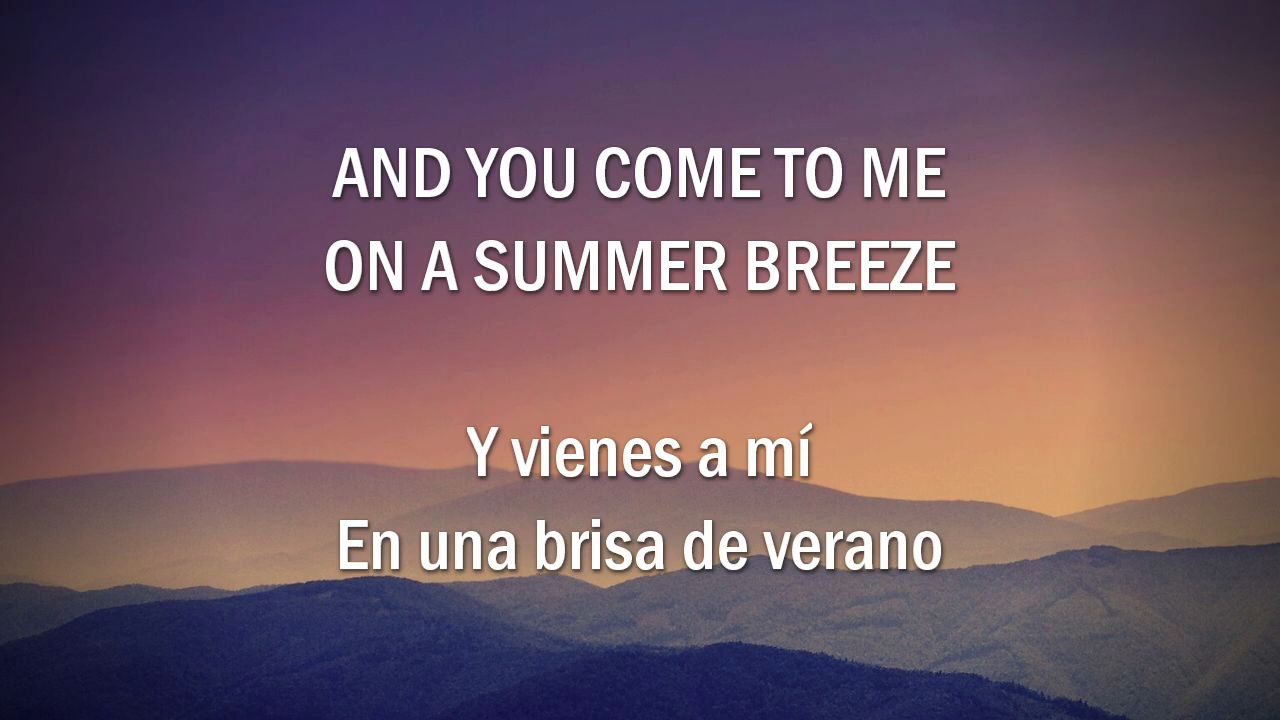 AND YOU COME TO ME
ON A SUMMER BREEZE
Y vienes a mí
En una brisa de verano